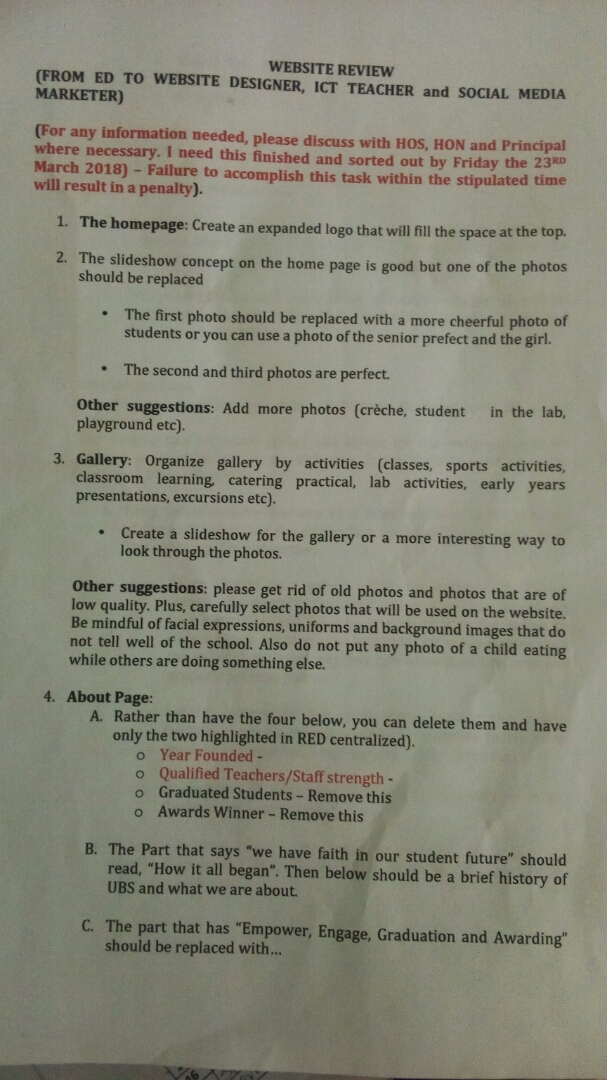 WEBSITE REVIEW
(FROM ED TO WEBSITE DESIGNER, ICT TEACHER and SOCIAL MEDIA
MARKETER)
(For any information needed, please discuss with HOS, HON and Principal
where necessary. I need this finished and sorted out by Friday the 23RD
March 2018) – Failure to accomplish this task within the stipulated time
will result in a penalty).
1. The homepage: Create an expanded logo that will fill the space at the top.
2. The slideshow concept on the home page is good but one of the photos
should be replaced
• The first photo should be replaced with a more cheerful photo of
students or you can use a photo of the senior prefect and the girl.
• The second and third photos are perfect.
Other suggestions: Add more photos (crèche, student in the lab,
playground etc).
3. Gallery: Organize gallery by activities (classes, sports activities,
classroom learning, catering practical, lab activities, early years
presentations, excursions etc).
• Create a slideshow for the gallery or a more interesting way to
look through the photos.
Other suggestions: please get rid of old photos and photos that are of
low quality. Plus, carefully select photos that will be used on the website.
Be mindful of facial expressions, uniforms and background images that do
not tell well of the school. Also do not put any photo of a child eating
while others are doing something else.
4. About Page:
A. Rather than have the four below, you can delete them and have
only the two highlighted in RED centralized).
o Year Founded -
o Qualified Teachers/Staff strength -
o Graduated Students – Remove this
o Awards Winner – Remove this
B. The Part that says “we have faith in our student future” should
read, “How it all began”. Then below should be a brief history of
UBS and what we are about.
C. The part that has “Empower, Engage, Graduation and Awarding”
should be replaced with...